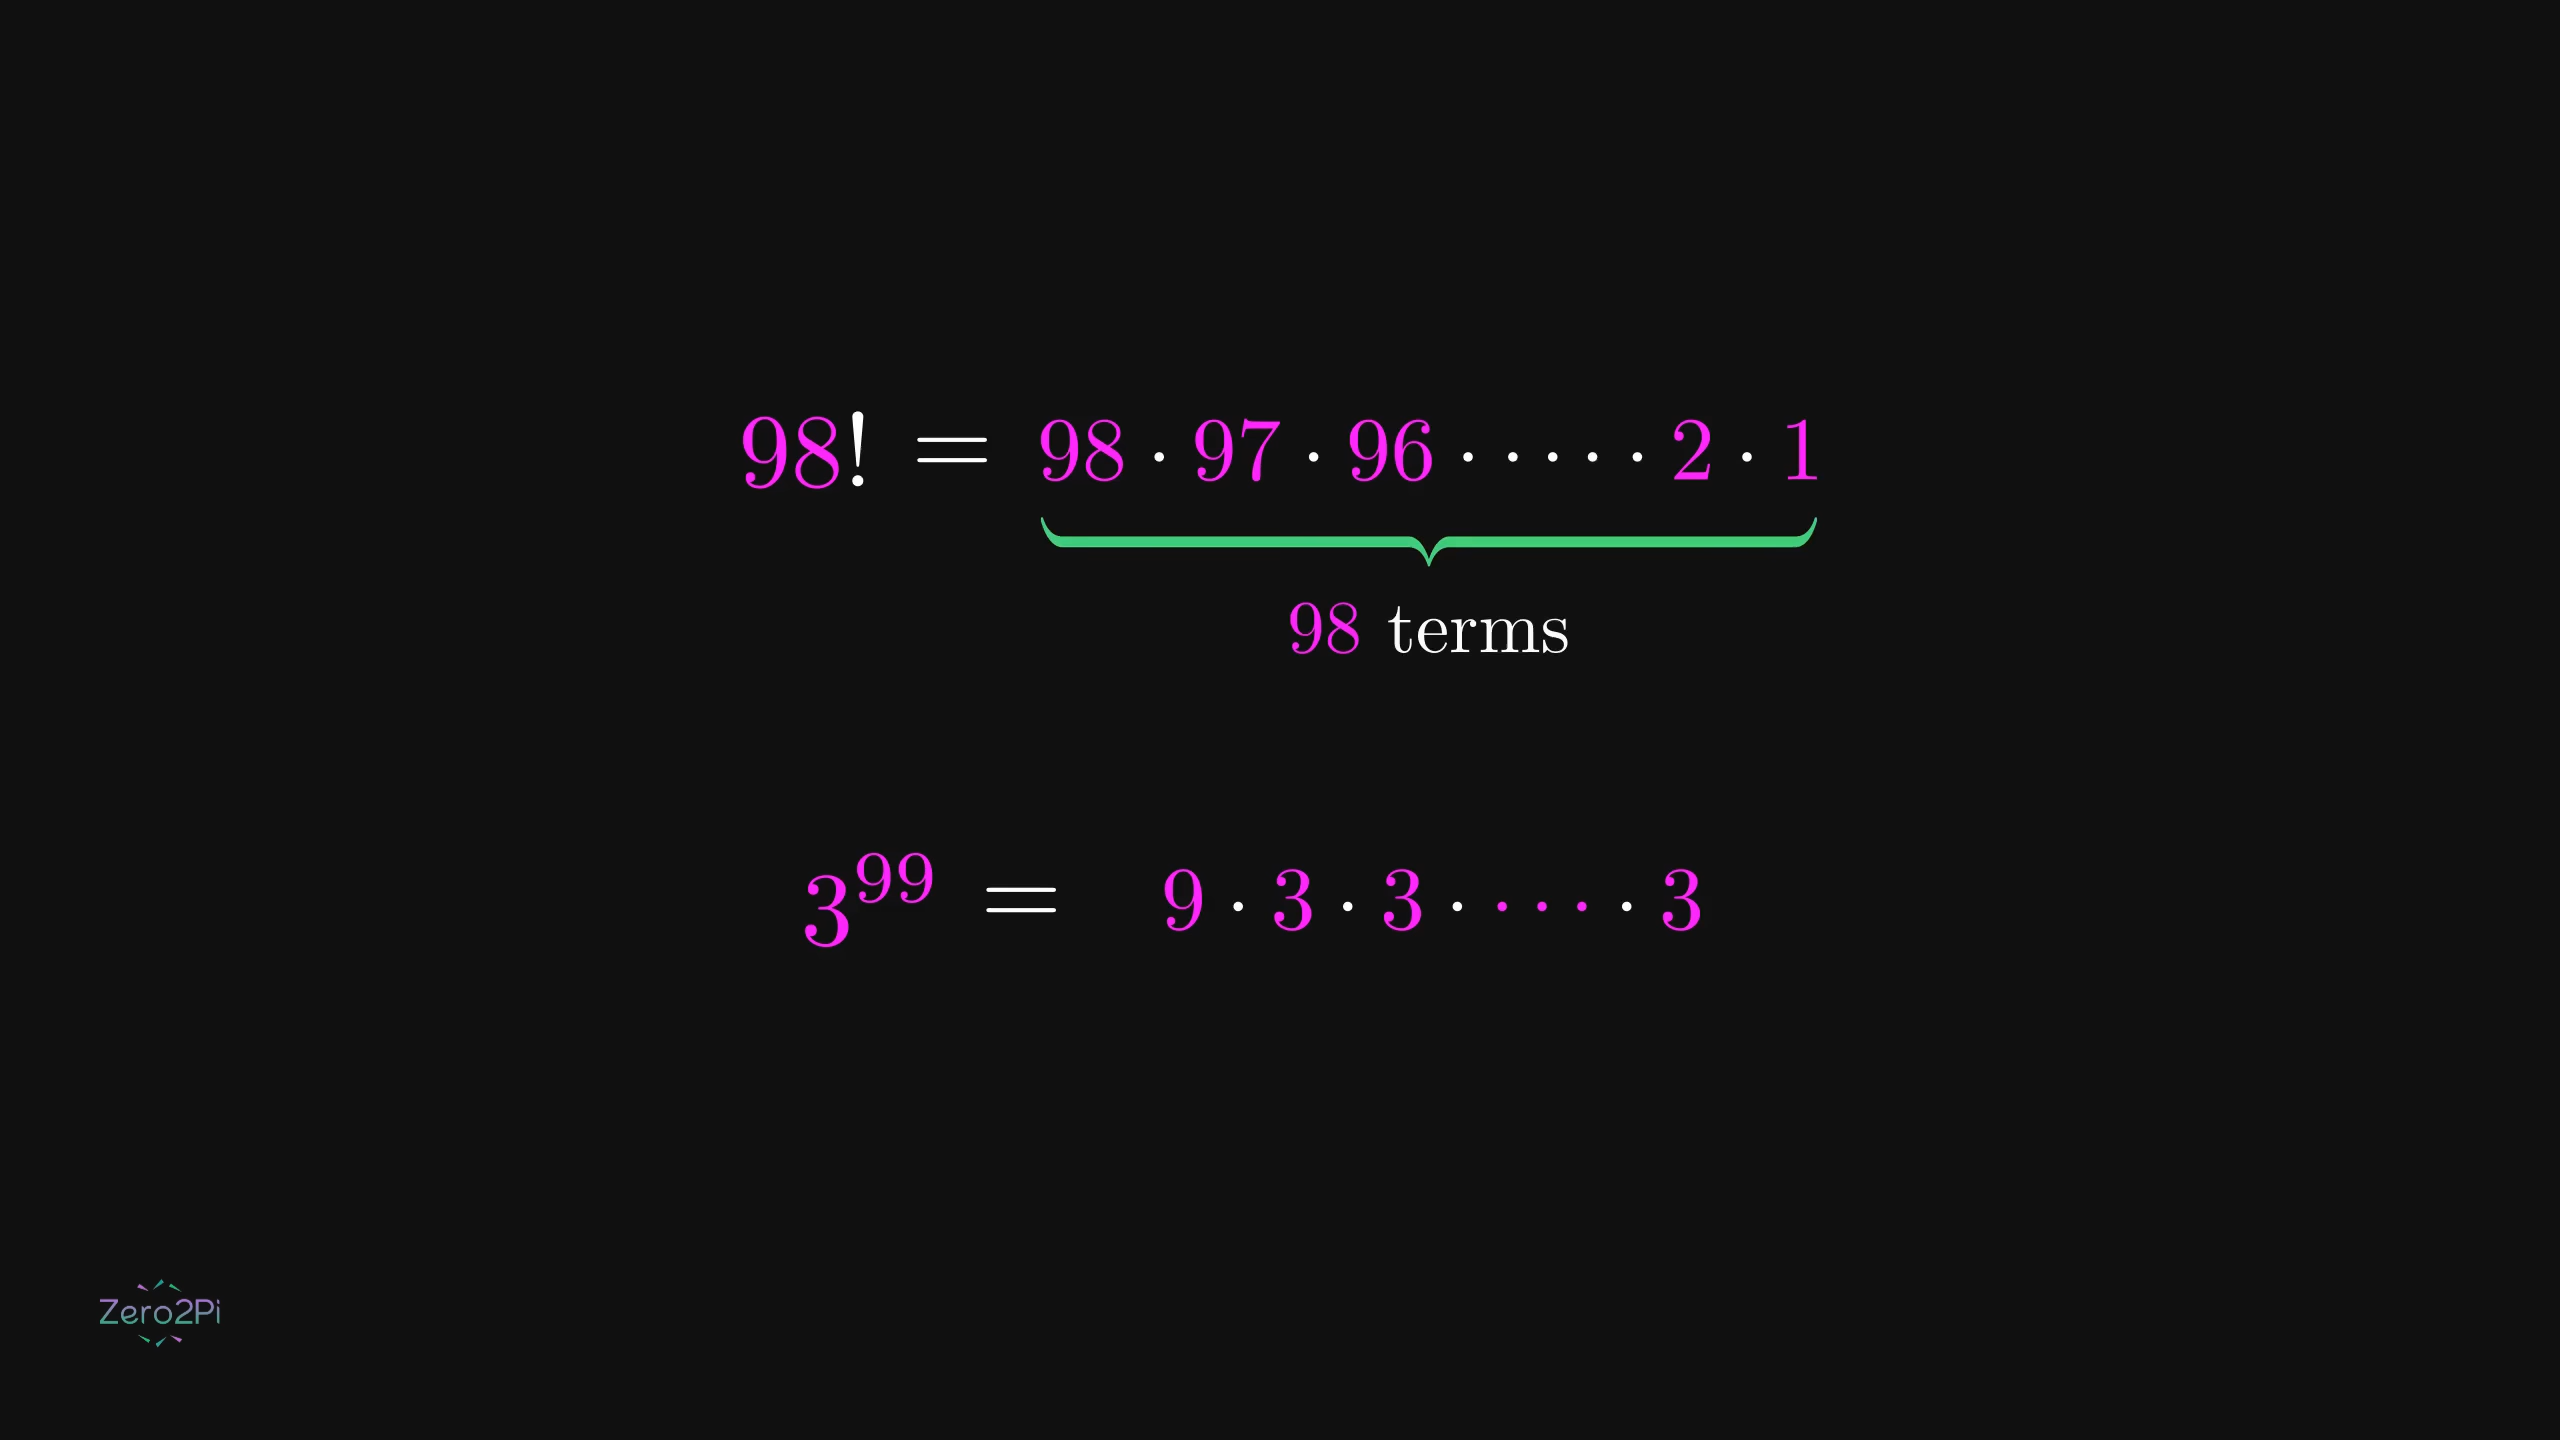 98! = 98 · 97 · 96 · · · · · 2 · 1
98 terms
3^99 = 9 · 3 · 3 · · · · · 3
Zero2Pi